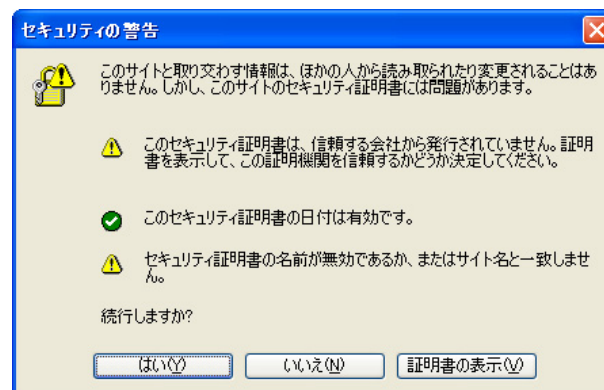 セキュリティの警告
このサイトと取り交わす情報は、ほかの人から読み取られたり変更されることはあ
りません。しかし、このサイトのセキュリティ証明書には問題があります。
このセキュリティ証明書は、信頼する会社から発行されていません。証明
書を表示して、この証明機関を信頼するかどうか決定してください。
このセキュリティ証明書の日付は有効です。
セキュリティ証明書の名前が無効であるか、またはサイト名と一致しませ
ん。
続行しますか?
はい(Y) いいえ(N) 証明書の表示(V)